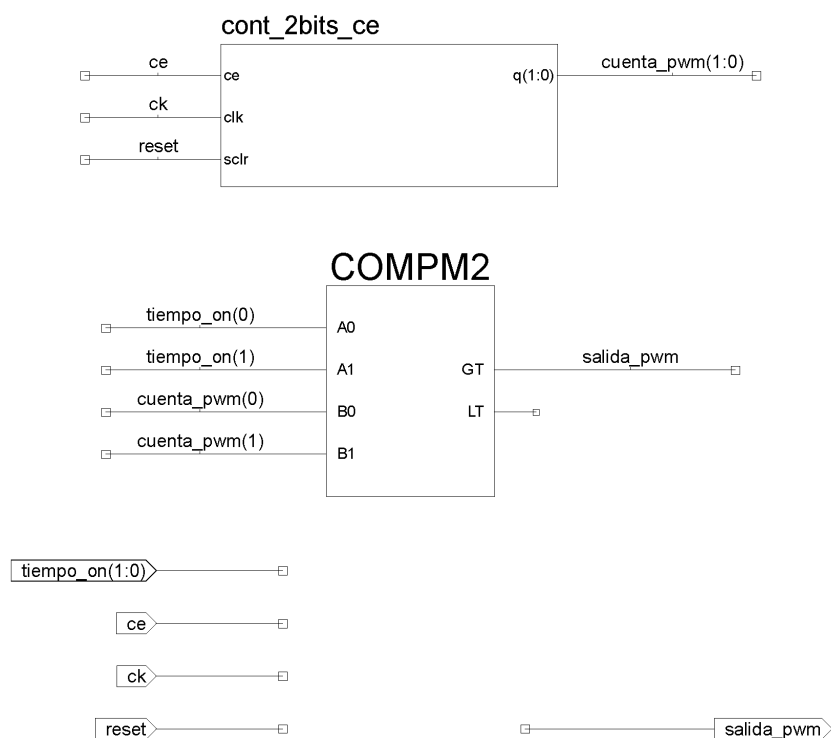 cont_2bits_ce
ce
ce
q(1:0)
cuenta_pwm(1:0)
ck
clk
reset
sclr
COMPM2
tiempo_on(0)
A0
tiempo_on(1)
A1
GT
salida_pwm
cuenta_pwm(0)
B0
LT
cuenta_pwm(1)
B1
tiempo_on(1:0)
ce
ck
reset
salida_pwm